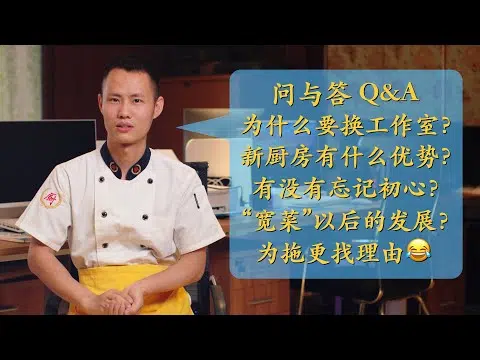 问与答 Q&A
为什么要换工作室?
新厨房有什么优势?
有没有忘记初心?
“宽菜”以后的发展?
为拖更找理由😂